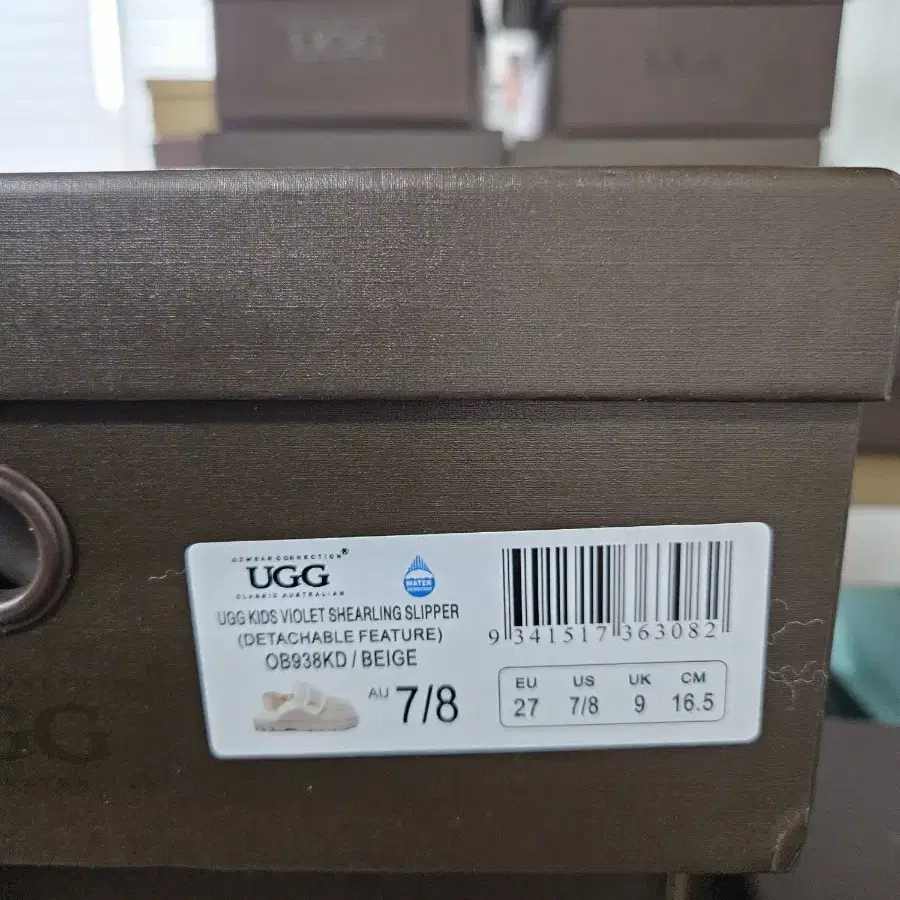 UGG
OZWEAR CONNECTION®
UGG
CLASSIC AUSTRALIAN
WATER
UGG KIDS VIOLET SHEARLING SLIPPER
(DETACHABLE FEATURE)
OB938KD / BEIGE
AU 7/8
9 341517 363082
EU US UK CM
27 7/8 9 16.5